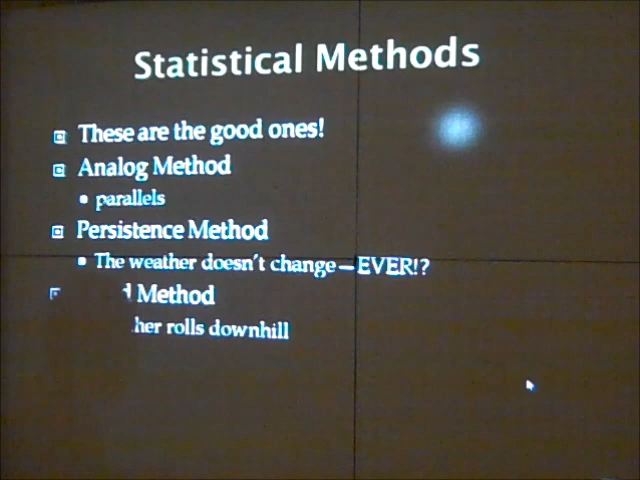 Statistical Methods
These are the good ones!
Analog Method
parallels
Persistence Method
The weather doesn't change—EVER!?
Method
rolls downhill